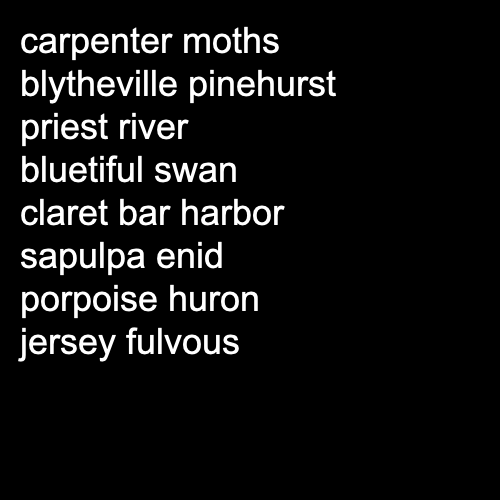 carpenter moths
blytheville pinehurst
priest river
bluetiful swan
claret bar harbor
sapulpa enid
porpoise huron
jersey fulvous